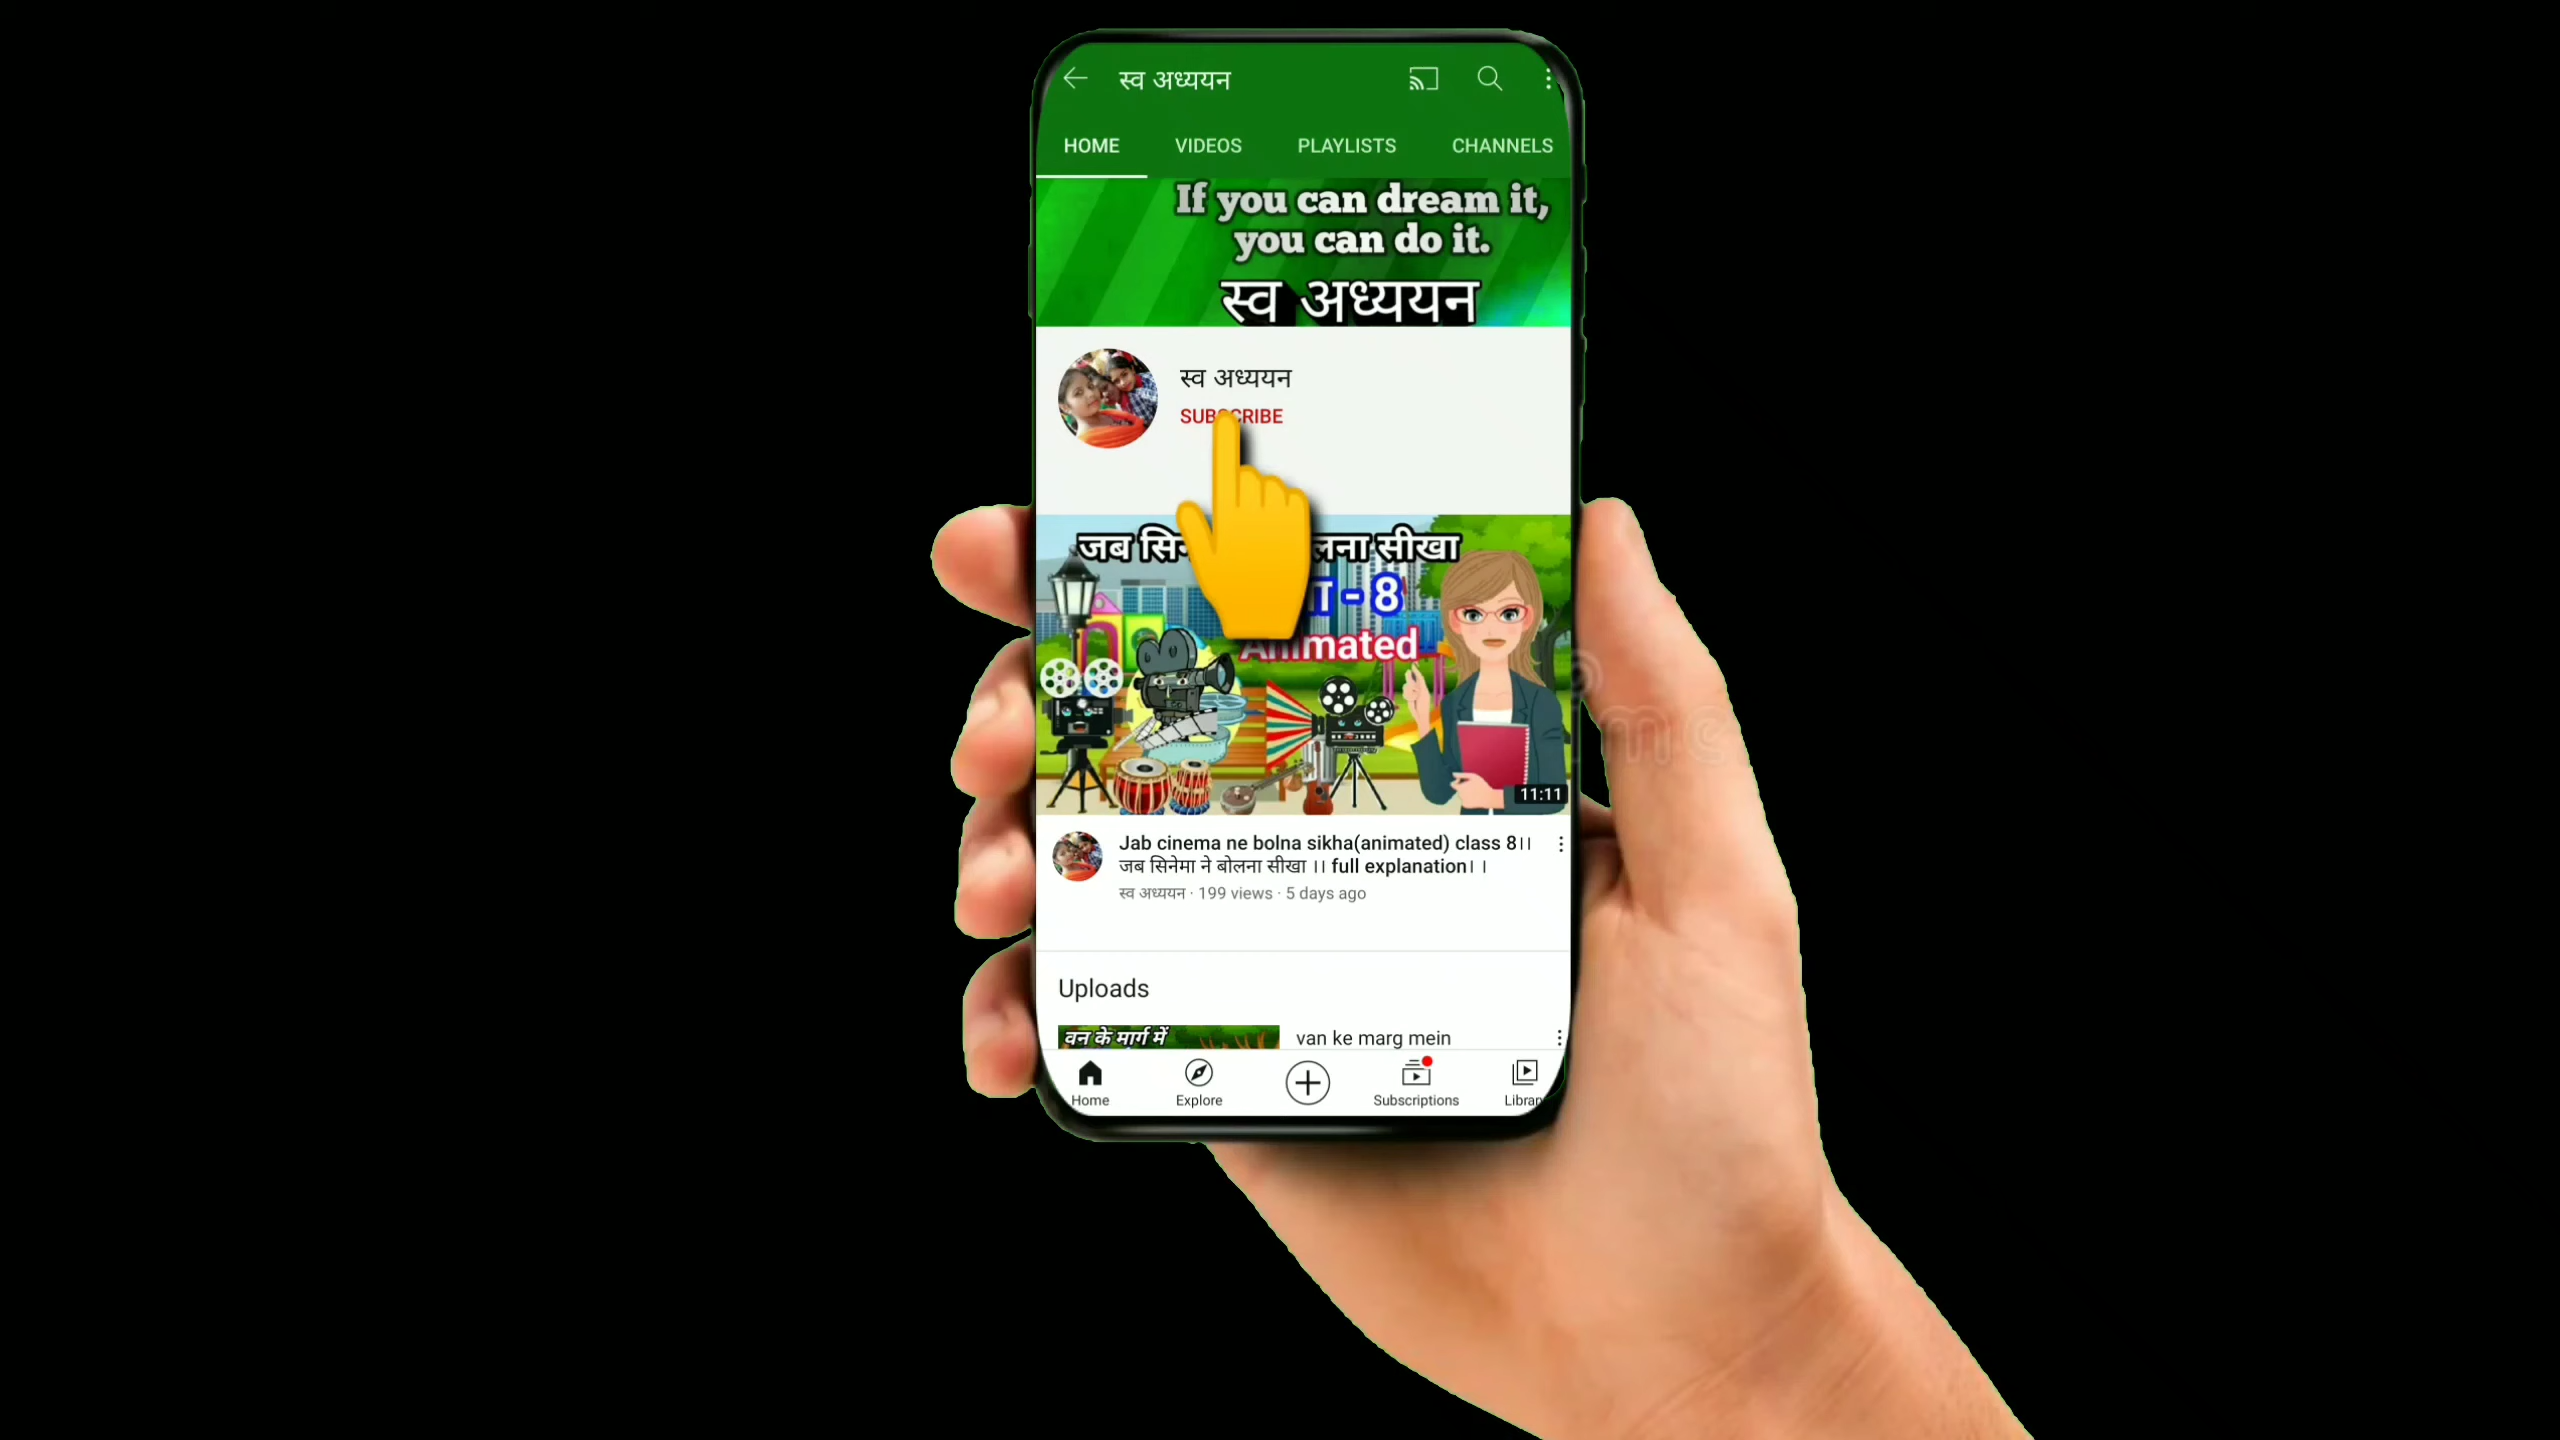 स्व अध्ययन
HOME VIDEOS PLAYLISTS CHANNELS
If you can dream it,
you can do it.
स्व अध्ययन
स्व अध्ययन
SUBSCRIBE
जब सीखा
- 8
Animated
11:11
Jab cinema ne bolna sikha(animated) class 8।।
जब सिनेमा ने बोलना सीखा ।। full explanation।।
स्व अध्ययन · 199 views · 5 days ago
Uploads
वन के मार्ग में
van ke marg mein
Home Explore Subscriptions